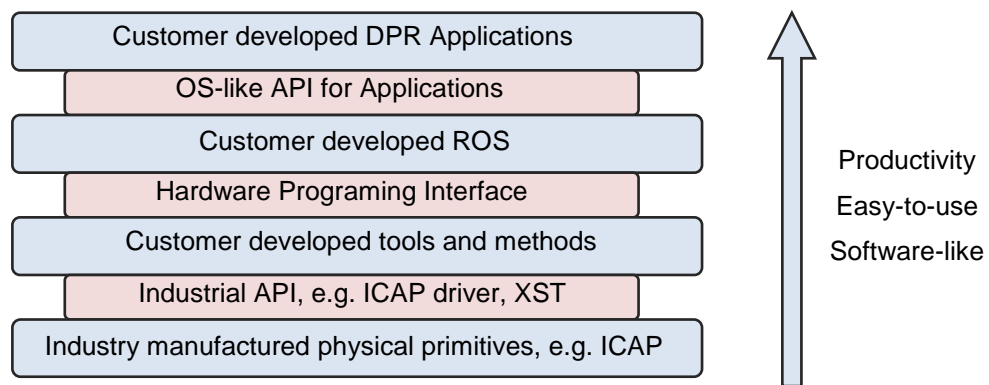 Customer developed DPR Applications
OS-like API for Applications
Customer developed ROS
Hardware Programing Interface
Customer developed tools and methods
Industrial API, e.g. ICAP driver, XST
Industry manufactured physical primitives, e.g. ICAP
Productivity
Easy-to-use
Software-like